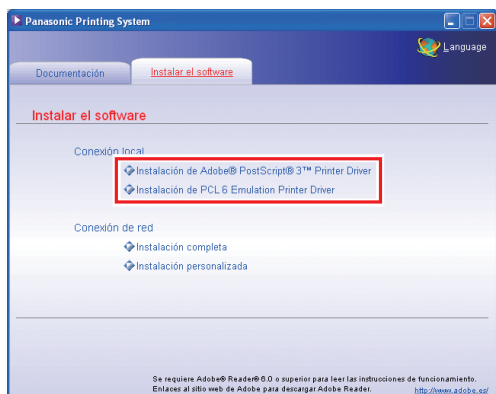 Panasonic Printing System
Language
Documentación
Instalar el software
Instalar el software
Conexión local
Instalación de Adobe® PostScript® 3™ Printer Driver
Instalación de PCL 6 Emulation Printer Driver
Conexión de red
Instalación completa
Instalación personalizada
Se requiere Adobe® Reader® 6.0 o superior para leer las instrucciones de funcionamiento.
Enlaces al sitio web de Adobe para descargar Adobe Reader.
http://www.adobe.es/